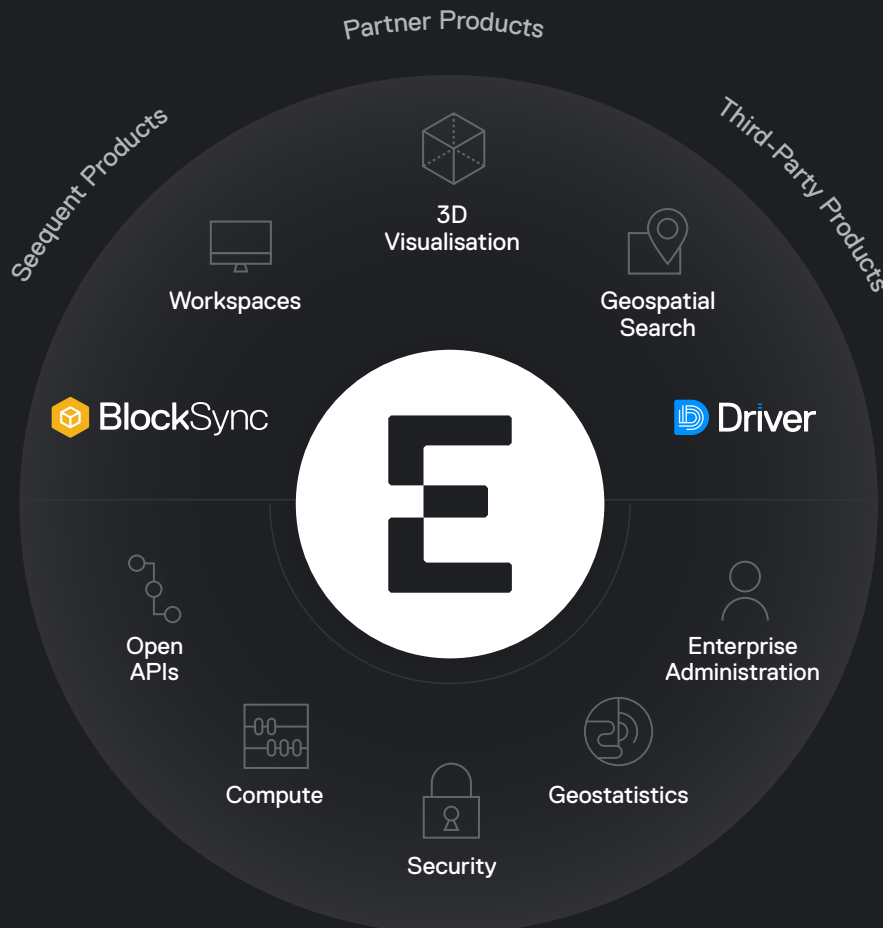 Partner Products
Seequent Products
Third-Party Products
3D
Visualisation
Workspaces
Geospatial
Search
BlockSync
Driver
E
Open
APIs
Enterprise
Administration
Compute
Geostatistics
Security